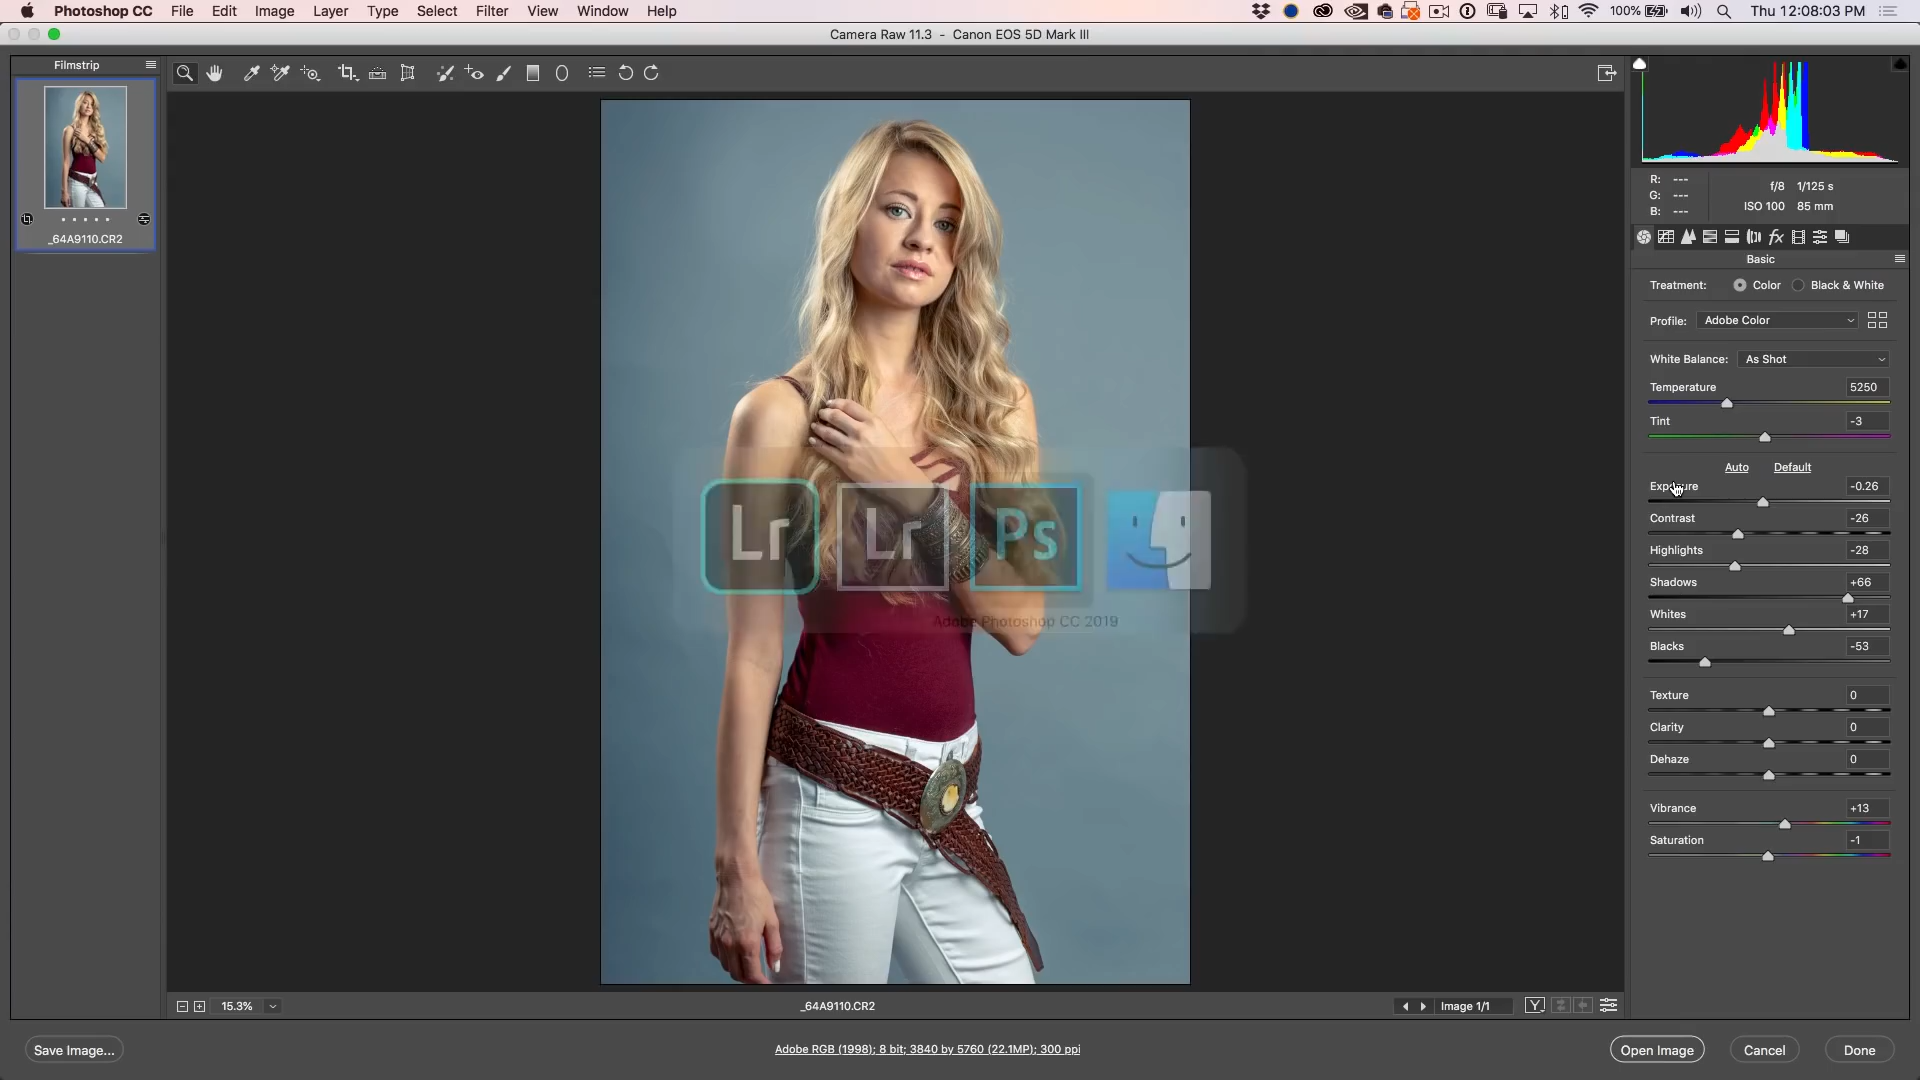 Photoshop CC File Edit Image Layer Type Select Filter View Window Help 100% Thu 12:08:03 PM
Camera Raw 11.3 - Canon EOS 5D Mark III
Filmstrip
_64A9110.CR2
R: ---
G: ---
B: ---
f/8 1/125 s
ISO 100 85 mm
fx
Basic
Treatment: Color Black & White
Profile: Adobe Color
White Balance: As Shot
Temperature 5250
Tint -3
Auto Default
Exposure -0.26
Contrast -26
Highlights -28
Shadows +66
Whites +17
Blacks -53
Texture 0
Clarity 0
Dehaze 0
Vibrance +13
Saturation -1
Lr Lr Ps
Adobe Photoshop CC 2019
15.3% _64A9110.CR2 Image 1/1 Y
Save Image... Adobe RGB (1998); 8 bit; 3840 by 5760 (22.1MP); 300 ppi Open Image Cancel Done